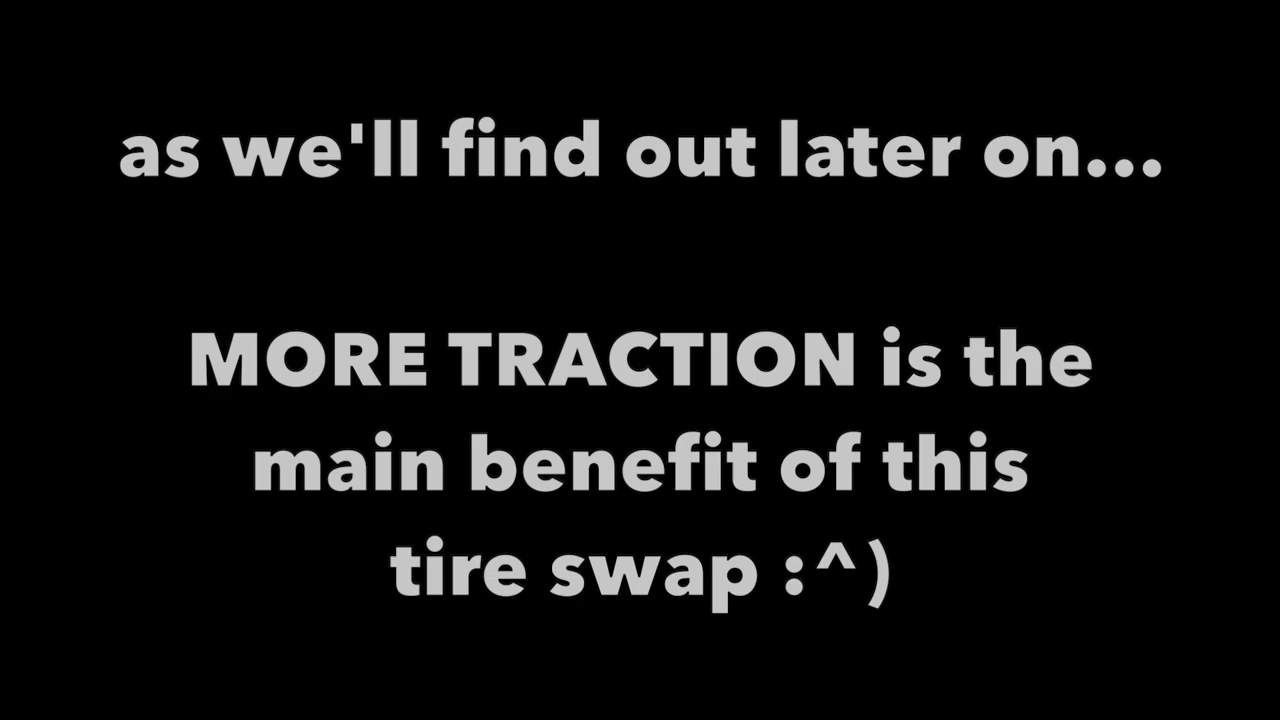 as we'll find out later on...
MORE TRACTION is the
main benefit of this
tire swap :^)